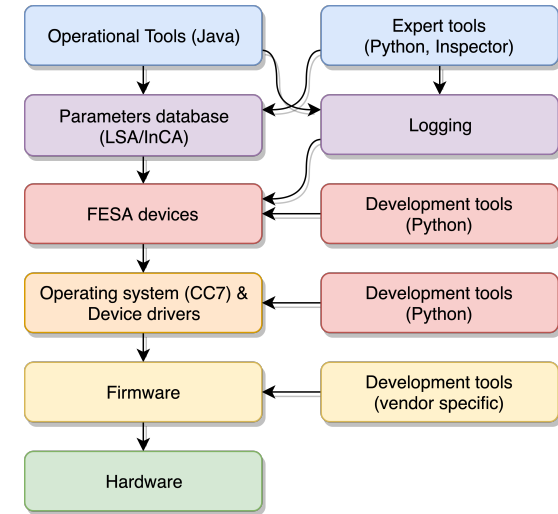 Operational Tools (Java)
Expert tools
(Python, Inspector)
Parameters database
(LSA/InCA)
Logging
FESA devices
Development tools
(Python)
Operating system (CC7) &
Device drivers
Development tools
(Python)
Firmware
Development tools
(vendor specific)
Hardware